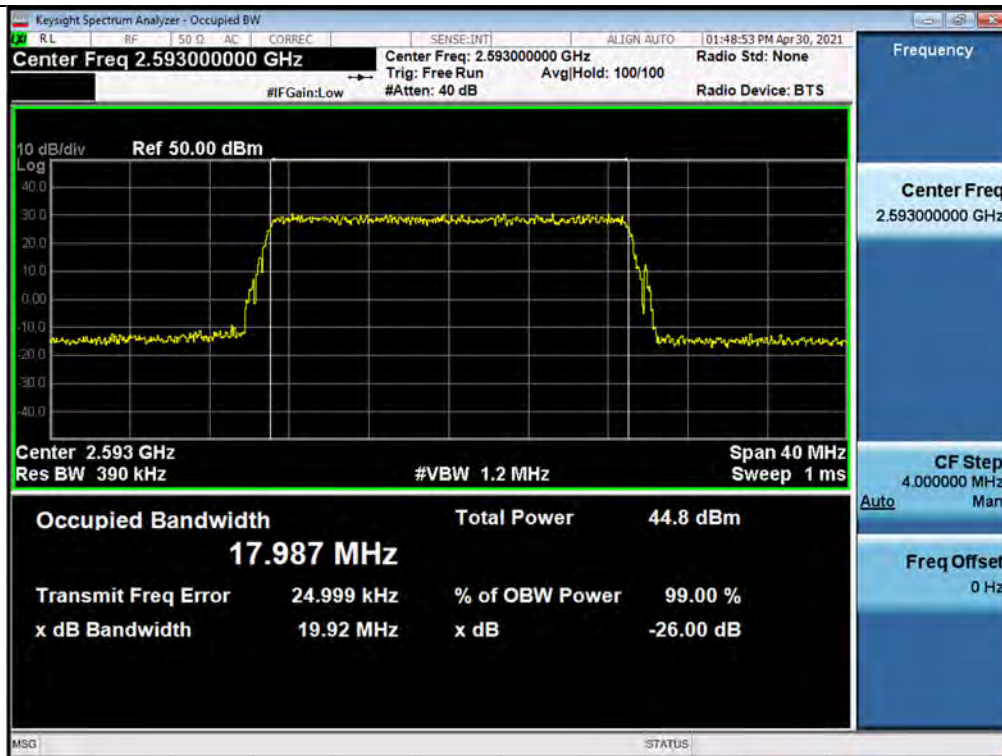 Keysight Spectrum Analyzer - Occupied BW
LXI RL RF 50 Ω AC CORREC SENSE:INT ALIGN AUTO 01:48:53 PM Apr 30, 2021
Center Freq 2.593000000 GHz
Center Freq: 2.593000000 GHz
Radio Std: None
Trig: Free Run Avg|Hold: 100/100
#IFGain:Low #Atten: 40 dB Radio Device: BTS
10 dB/div Ref 50.00 dBm
Log
40.0
30.0
20.0
10.0
0.00
-10.0
-20.0
-30.0
-40.0
Center 2.593 GHz Span 40 MHz
Res BW 390 kHz #VBW 1.2 MHz Sweep 1 ms
Occupied Bandwidth Total Power 44.8 dBm
17.987 MHz
Transmit Freq Error 24.999 kHz % of OBW Power 99.00 %
x dB Bandwidth 19.92 MHz x dB -26.00 dB
MSG STATUS
Frequency
Center Freq
2.593000000 GHz
CF Step
4.000000 MHz
Auto Man
Freq Offset
0 Hz